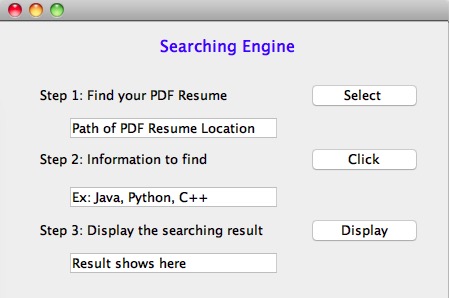 Searching Engine
Step 1: Find your PDF Resume
Select
Path of PDF Resume Location
Step 2: Information to find
Click
Ex: Java, Python, C++
Step 3: Display the searching result
Display
Result shows here